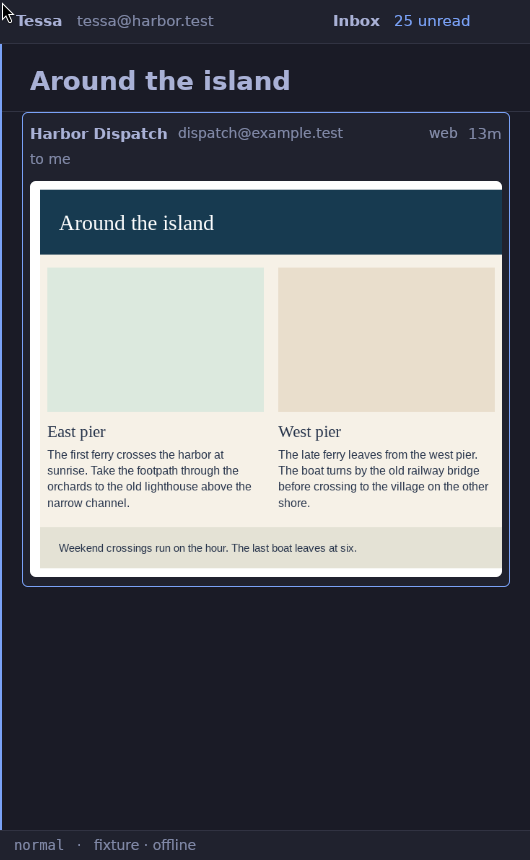 Tessa tessa@harbor.test Inbox 25 unread
Around the island
Harbor Dispatch dispatch@example.test web 13m
to me
Around the island
East pier
The first ferry crosses the harbor at
sunrise. Take the footpath through the
orchards to the old lighthouse above the
narrow channel.
West pier
The late ferry leaves from the west pier.
The boat turns by the old railway bridge
before crossing to the village on the other
shore.
Weekend crossings run on the hour. The last boat leaves at six.
normal · fixture · offline